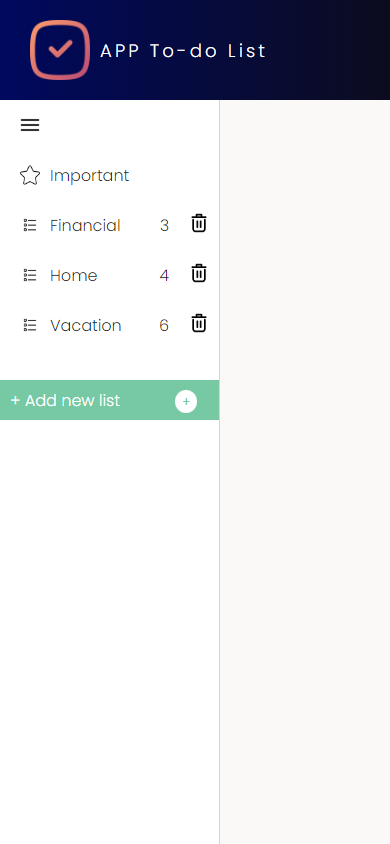 APP To-do List
Important
Financial 3
Home 4
Vacation 6
+ Add new list +